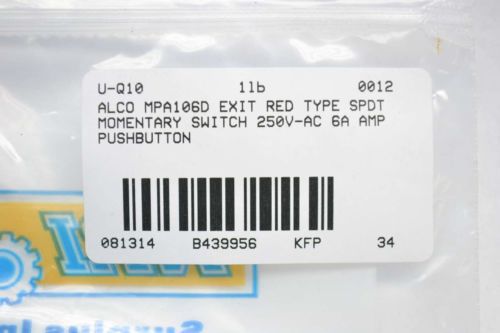 U-Q10 1lb 0012
ALCO MPA106D EXIT RED TYPE SPDT
MOMENTARY SWITCH 250V-AC 6A AMP
PUSHBUTTON
081314 B439956 KFP 34